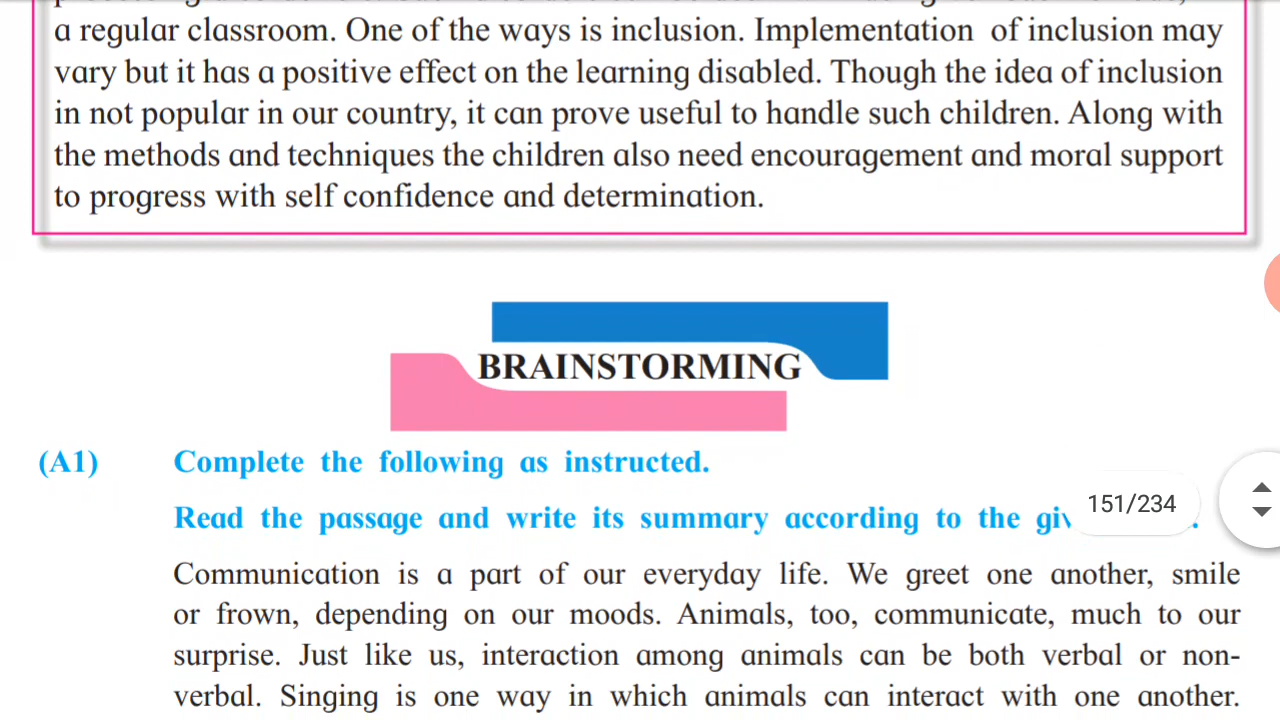 a regular classroom. One of the ways is inclusion. Implementation of inclusion may
vary but it has a positive effect on the learning disabled. Though the idea of inclusion
in not popular in our country, it can prove useful to handle such children. Along with
the methods and techniques the children also need encouragement and moral support
to progress with self confidence and determination.
BRAINSTORMING
(A1) Complete the following as instructed.
Read the passage and write its summary according to the
151/234
Communication is a part of our everyday life. We greet one another, smile
or frown, depending on our moods. Animals, too, communicate, much to our
surprise. Just like us, interaction among animals can be both verbal or non-
verbal. Singing is one way in which animals can interact with one another.